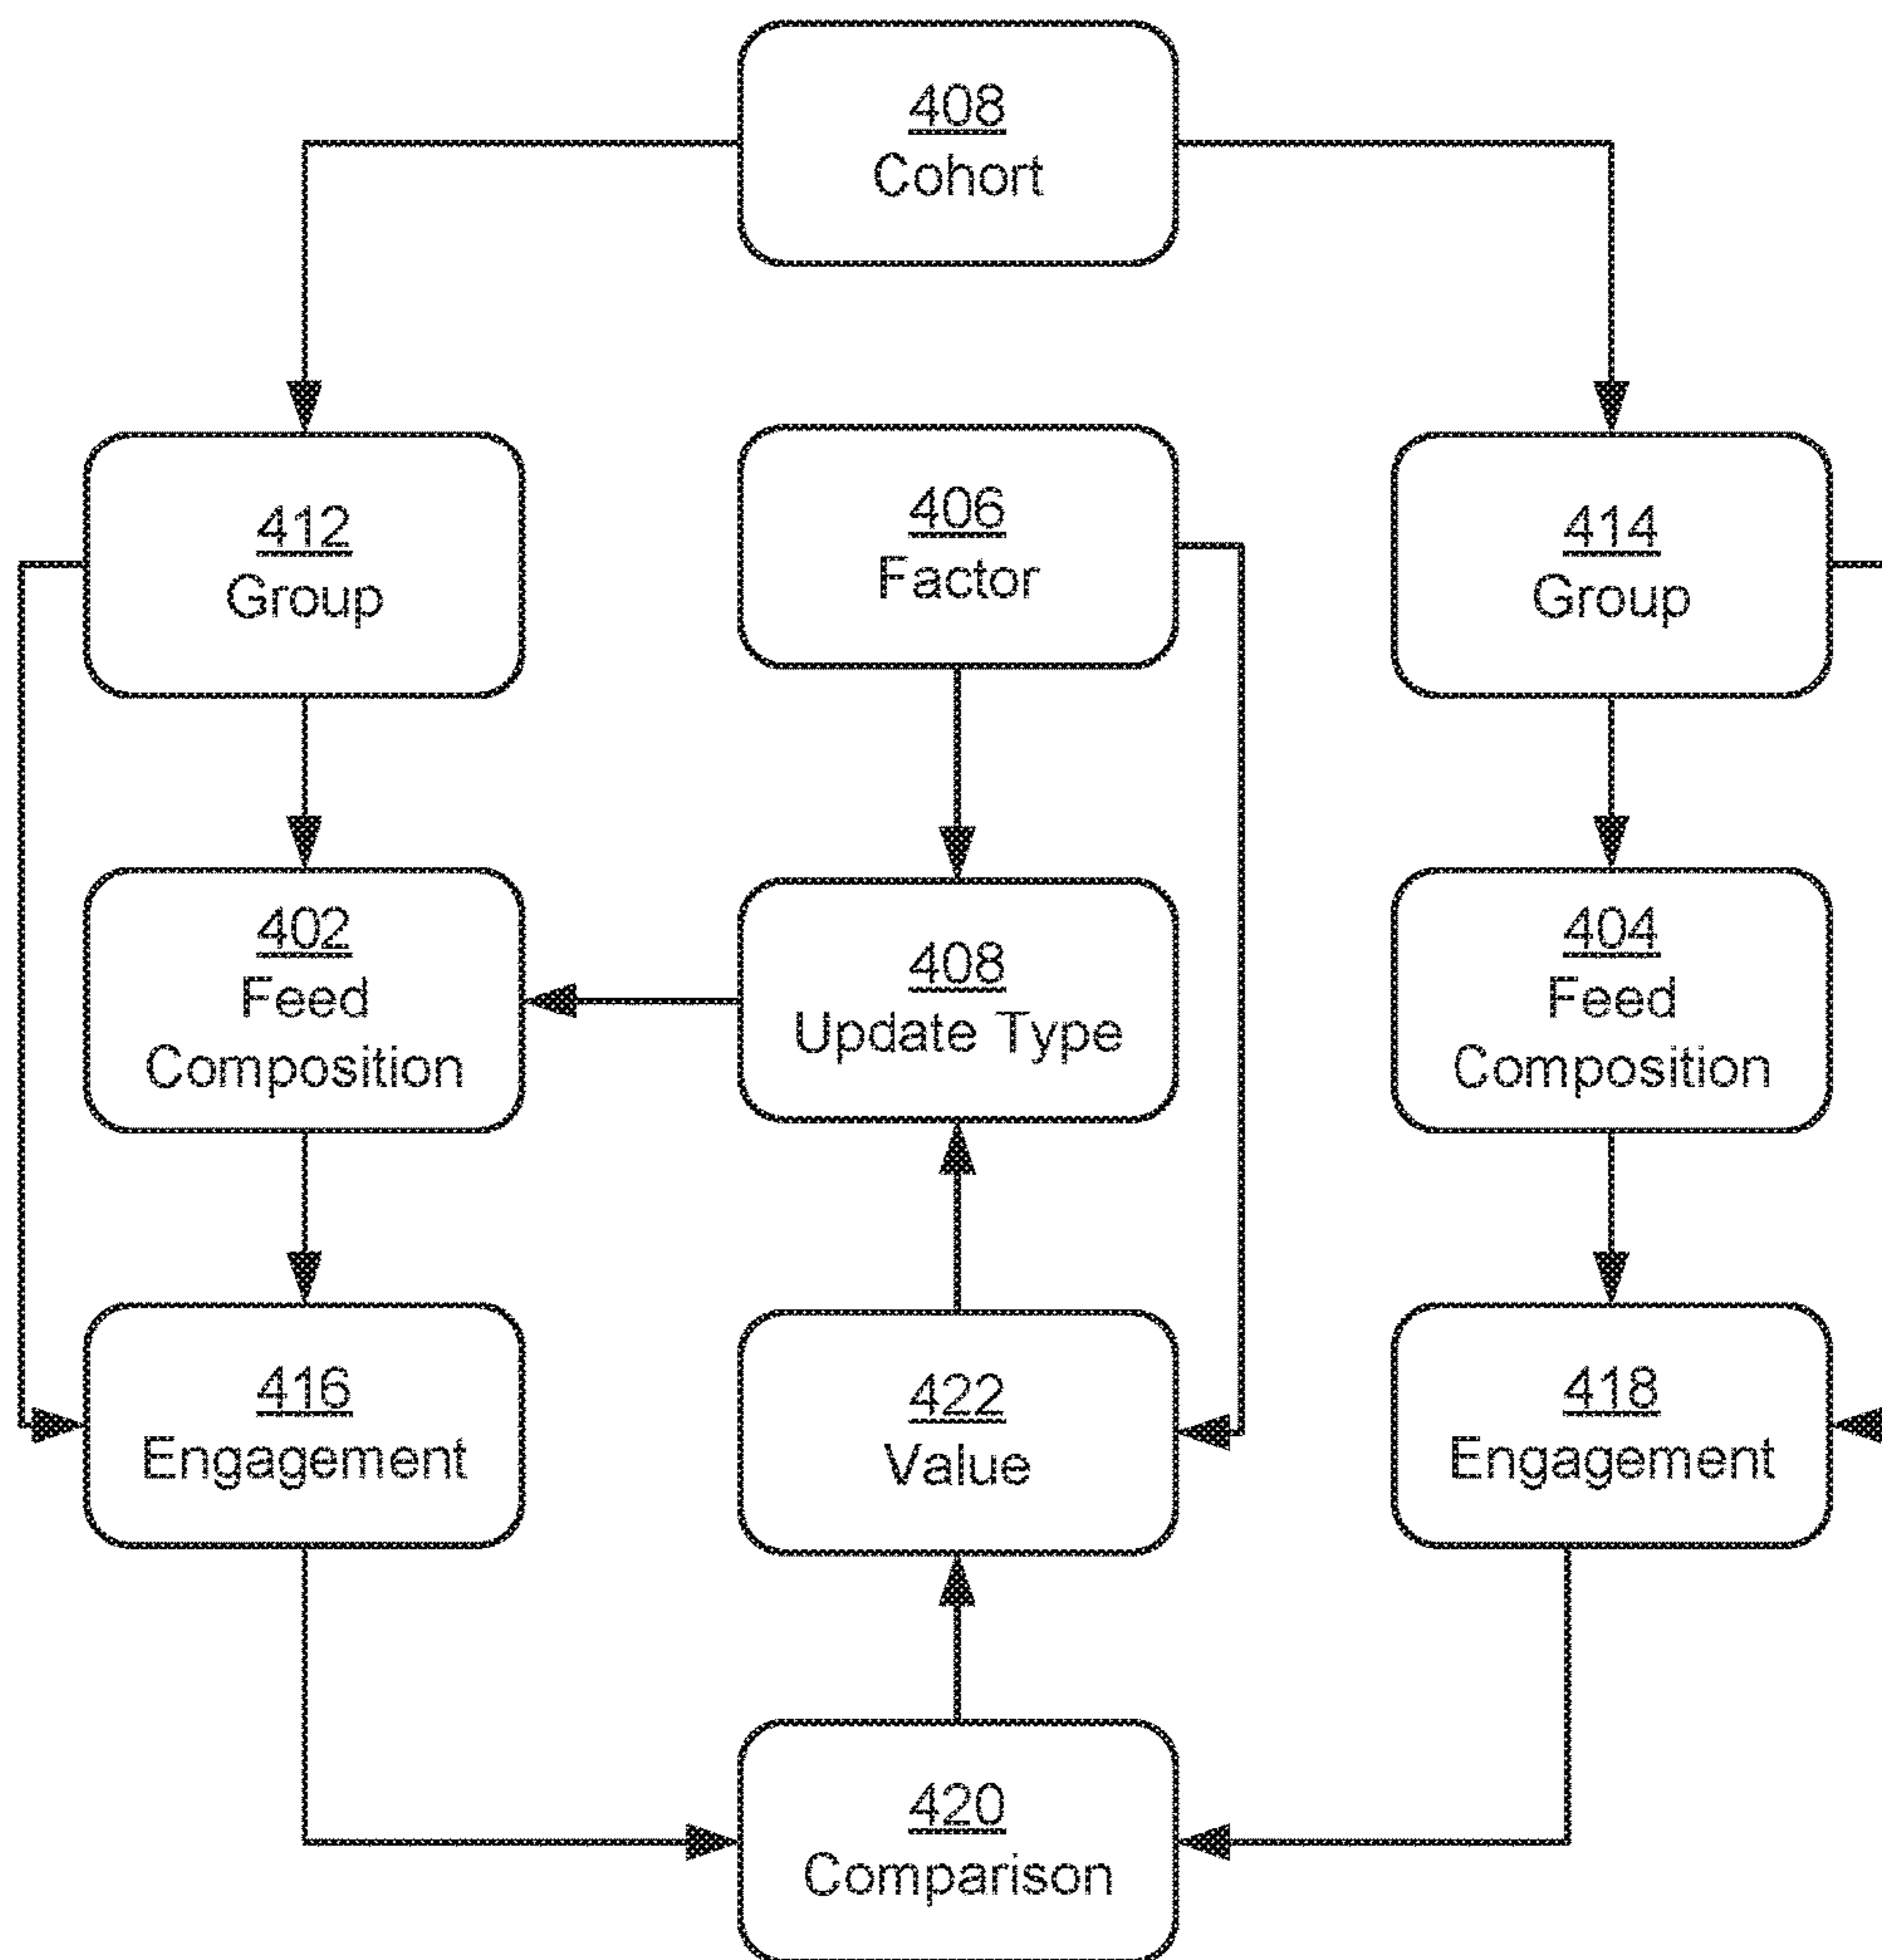 408
Cohort
412
Group
406
Factor
414
Group
402
Feed
Composition
408
Update Type
404
Feed
Composition
416
Engagement
422
Value
418
Engagement
420
Comparison